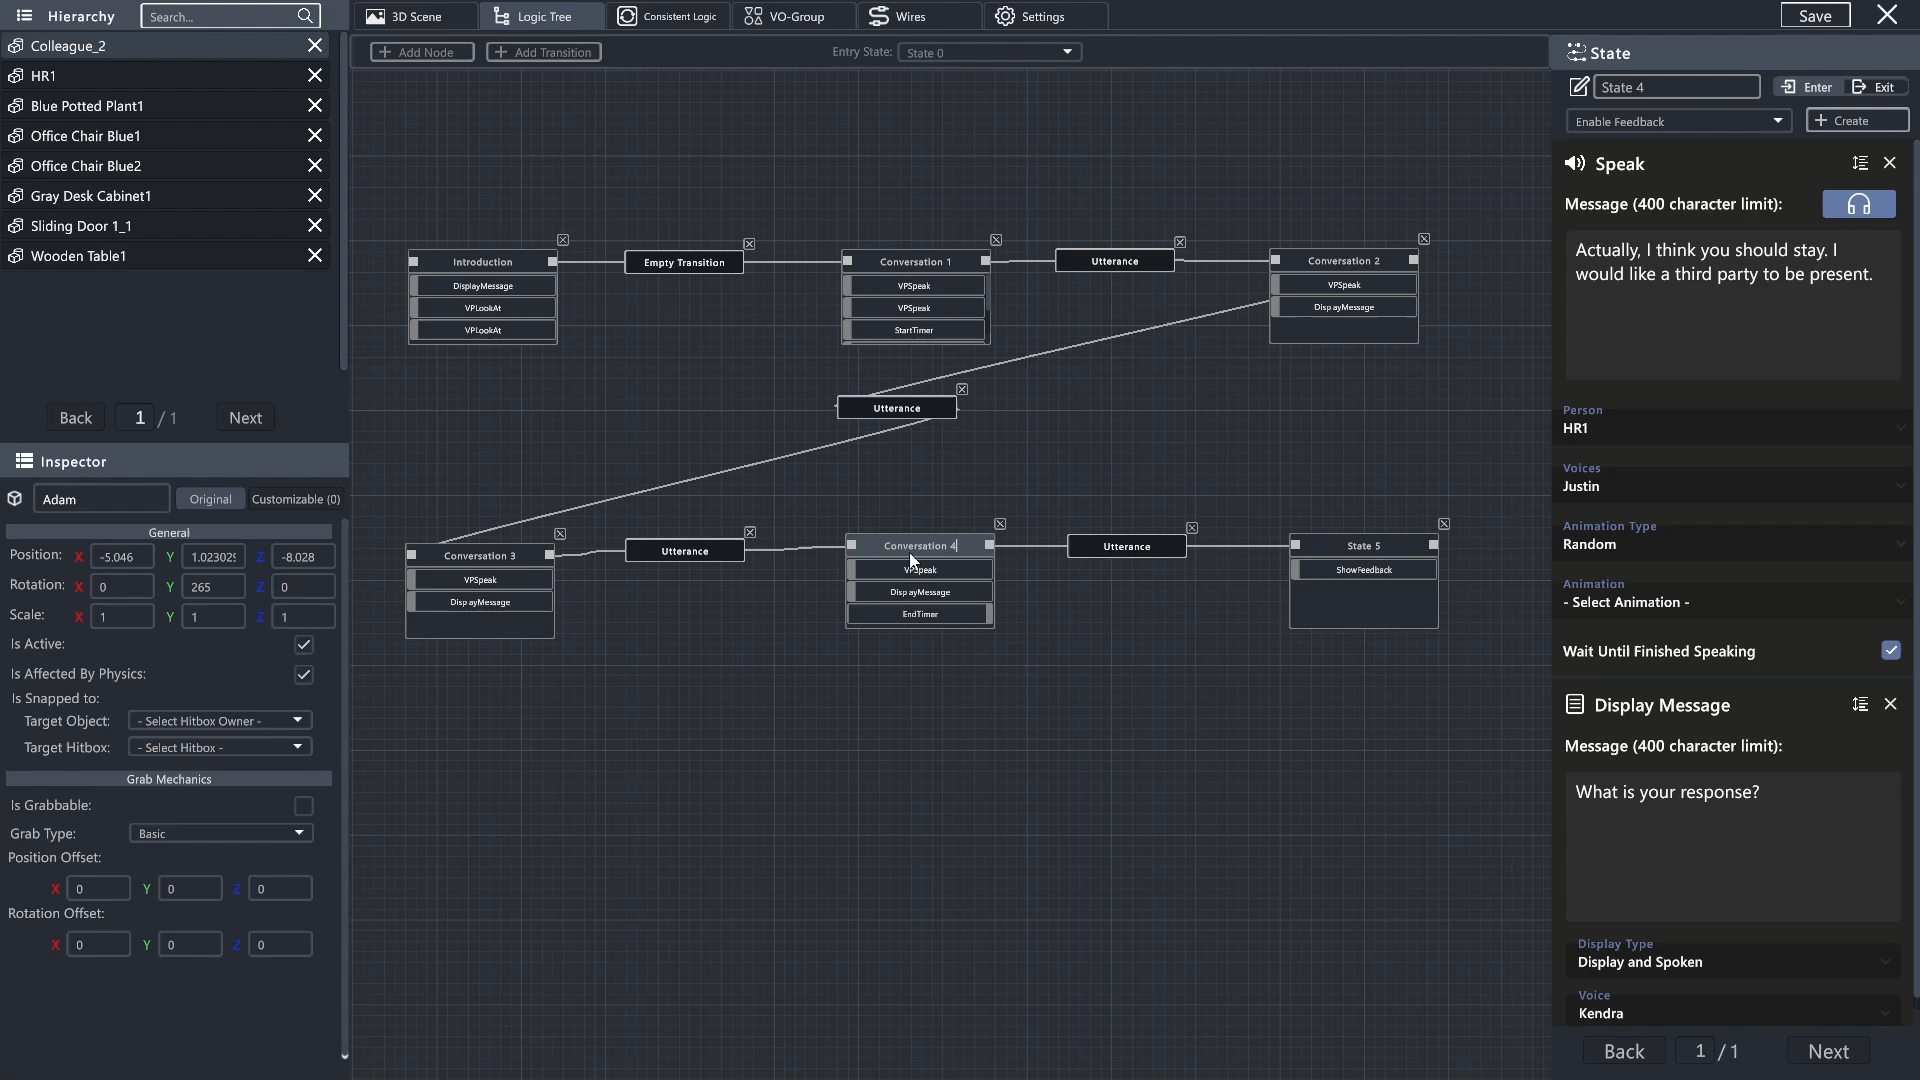 Hierarchy
Search...
3D Scene
Logic Tree
Consistent Logic
VO-Group
Wires
Settings
Save
Colleague_2
HR1
Blue Potted Plant1
Office Chair Blue1
Office Chair Blue2
Gray Desk Cabinet1
Sliding Door 1_1
Wooden Table1
Back
1 / 1
Next
Inspector
Adam
Original
Customizable (0)
General
Position: X -5.046 Y 1.02302 Z -8.028
Rotation: X 0 Y 265 Z 0
Scale: X 1 Y 1 Z 1
Is Active:
Is Affected By Physics:
Is Snapped to:
Target Object: - Select Hitbox Owner -
Target Hitbox: - Select Hitbox -
Grab Mechanics
Is Grabbable:
Grab Type: Basic
Position Offset:
X 0 Y 0 Z 0
Rotation Offset:
X 0 Y 0 Z 0
+ Add Node
+ Add Transition
Entry State: State 0
Introduction
DisplayMessage
VPLookAt
VPLookAt
Empty Transition
Conversation 1
VPSpeak
VPSpeak
StartTimer
Utterance
Conversation 2
VPSpeak
DisplayMessage
Utterance
Conversation 3
VPSpeak
DisplayMessage
Utterance
Conversation 4
VPSpeak
DisplayMessage
EndTimer
Utterance
State 5
ShowFeedback
State
State 4
Enter
Exit
Enable Feedback
+ Create
Speak
Message (400 character limit):
Actually, I think you should stay. I
would like a third party to be present.
Person
HR1
Voices
Justin
Animation Type
Random
Animation
- Select Animation -
Wait Until Finished Speaking
Display Message
Message (400 character limit):
What is your response?
Display Type
Display and Spoken
Voice
Kendra
Back
1 / 1
Next